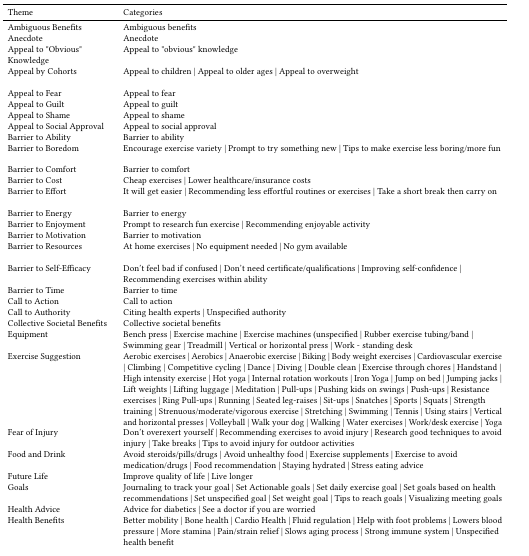 Theme Categories
Ambiguous Benefits Ambiguous benefits
Anecdote Anecdote
Appeal to "Obvious" Appeal to "obvious" knowledge
Knowledge
Appeal by Cohorts Appeal to children | Appeal to older ages | Appeal to overweight
Appeal to Fear Appeal to fear
Appeal to Guilt Appeal to guilt
Appeal to Shame Appeal to shame
Appeal to Social Approval Appeal to social approval
Barrier to Ability Barrier to ability
Barrier to Boredom Encourage exercise variety | Prompt to try something new | Tips to make exercise less boring/more fun
Barrier to Comfort Barrier to comfort
Barrier to Cost Cheap exercises | Lower healthcare/insurance costs
Barrier to Effort It will get easier | Recommending less effortful routines or exercises | Take a short break then carry on
Barrier to Energy Barrier to energy
Barrier to Enjoyment Prompt to research fun exercise | Recommending enjoyable activity
Barrier to Motivation Barrier to motivation
Barrier to Resources At home exercises | No equipment needed | No gym available
Barrier to Self-Efficacy Don't feel bad if confused | Don't need certificate/qualifications | Improving self-confidence |
Recommending exercises within ability
Barrier to Time Barrier to time
Call to Action Call to action
Call to Authority Citing health experts | Unspecified authority
Collective Societal Benefits Collective societal benefits
Equipment Bench press | Exercise machine | Exercise machines (unspecified | Rubber exercise tubing/band |
Swimming gear | Treadmill | Vertical or horizontal press | Work - standing desk
Exercise Suggestion Aerobic exercises | Aerobics | Anaerobic exercise | Biking | Body weight exercises | Cardiovascular exercise
| Climbing | Competitive cycling | Dance | Diving | Double clean | Exercise through chores | Handstand |
High intensity exercise | Hot yoga | Internal rotation workouts | Iron Yoga | Jump on bed | Jumping jacks |
Lift weights | Lifting luggage | Meditation | Pull-ups | Pushing kids on swings | Push-ups | Resistance
exercises | Ring Pull-ups | Running | Seated leg-raises | Sit-ups | Snatches | Sports | Squats | Strength
training | Strenuous/moderate/vigorous exercise | Stretching | Swimming | Tennis | Using stairs | Vertical
and horizontal presses | Volleyball | Walk your dog | Walking | Water exercises | Work/desk exercise | Yoga
Fear of Injury Don't overexert yourself | Recommending exercises to avoid injury | Research good techniques to avoid
injury | Take breaks | Tips to avoid injury for outdoor activities
Food and Drink Avoid steroids/pills/drugs | Avoid unhealthy food | Exercise supplements | Exercise to avoid
medication/drugs | Food recommendation | Staying hydrated | Stress eating advice
Future Life Improve quality of life | Live longer
Goals Journaling to track your goal | Set Actionable goals | Set daily exercise goal | Set goals based on health
recommendations | Set unspecified goal | Set weight goal | Tips to reach goals | Visualizing meeting goals
Health Advice Advice for diabetics | See a doctor if you are worried
Health Benefits Better mobility | Bone health | Cardio Health | Fluid regulation | Help with foot problems | Lowers blood
pressure | More stamina | Pain/strain relief | Slows aging process | Strong immune system | Unspecified
health benefit